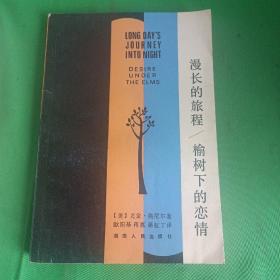 LONG DAY'S
JOURNEY
INTO NIGHT
DESIRE
UNDER
THE ELMS
漫长的旅程/榆树下的恋情
【美】尤金·奥尼尔著
欧阳基 蒋嘉 蒋虹丁译
湖南人民出版社